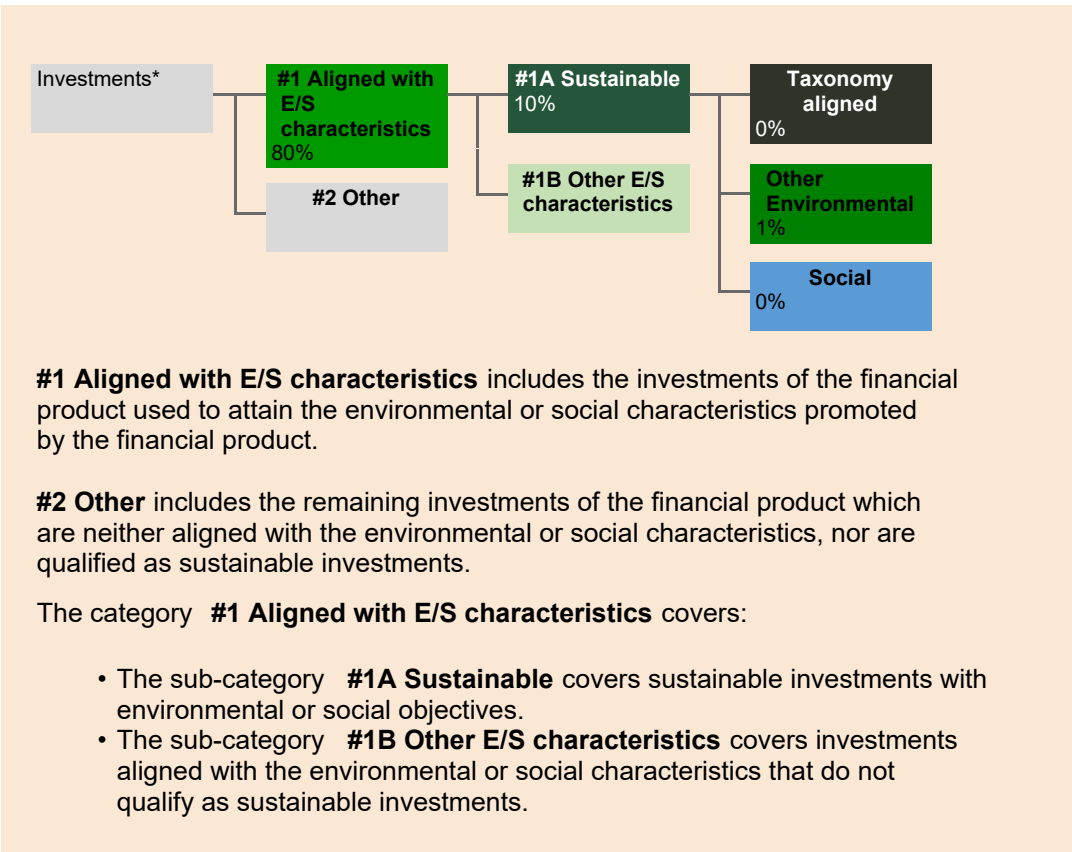 Investments*
#1 Aligned with
E/S
characteristics
80%
#2 Other
#1A Sustainable
10%
#1B Other E/S
characteristics
Taxonomy
aligned
0%
Other
Environmental
1%
Social
0%
#1 Aligned with E/S characteristics includes the investments of the financial
product used to attain the environmental or social characteristics promoted
by the financial product.
#2 Other includes the remaining investments of the financial product which
are neither aligned with the environmental or social characteristics, nor are
qualified as sustainable investments.
The category #1 Aligned with E/S characteristics covers:
• The sub-category #1A Sustainable covers sustainable investments with
environmental or social objectives.
• The sub-category #1B Other E/S characteristics covers investments
aligned with the environmental or social characteristics that do not
qualify as sustainable investments.